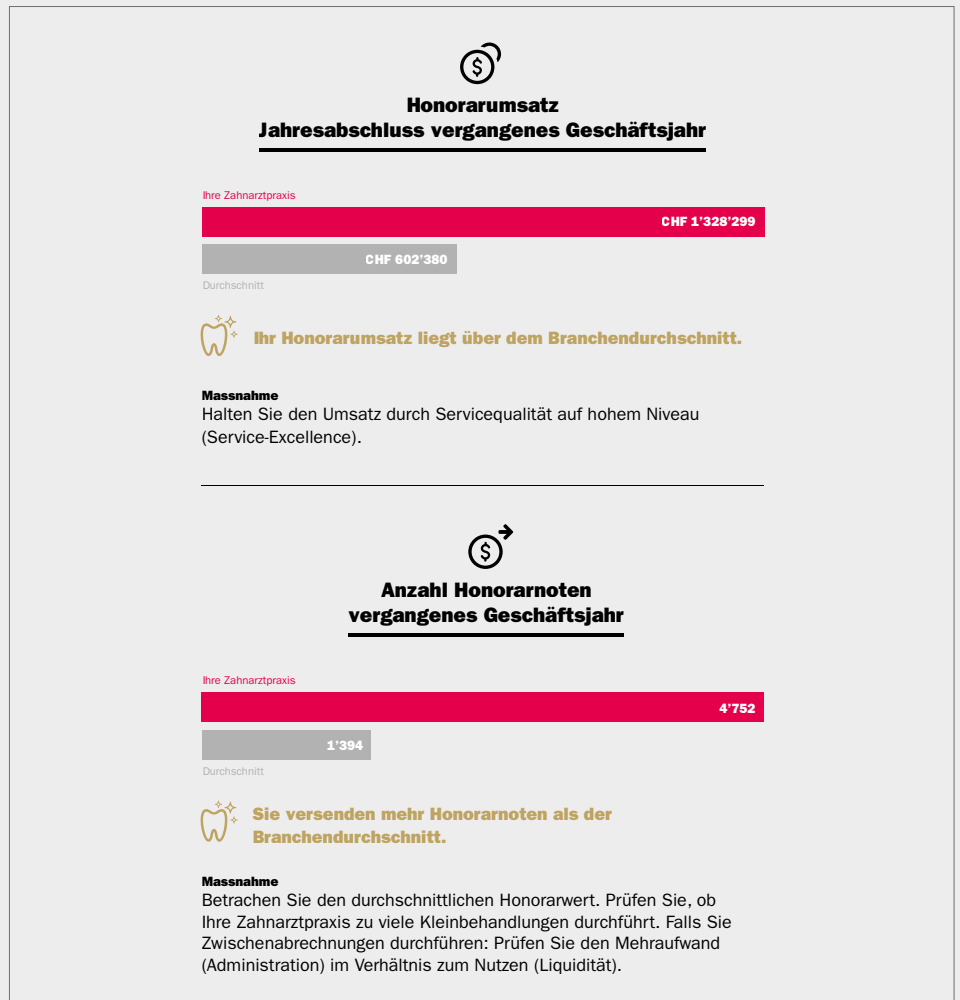 Honorarumsatz
Jahresabschluss vergangenes Geschäftsjahr
Ihre Zahnarztpraxis
CHF 1’328’299
CHF 602’380
Durchschnitt
Ihr Honorarumsatz liegt über dem Branchendurchschnitt.
Massnahme
Halten Sie den Umsatz durch Servicequalität auf hohem Niveau
(Service-Excellence).
Anzahl Honorarnoten
vergangenes Geschäftsjahr
Ihre Zahnarztpraxis
4’752
1’394
Durchschnitt
Sie versenden mehr Honorarnoten als der
Branchendurchschnitt.
Massnahme
Betrachen Sie den durchschnittlichen Honorarwert. Prüfen Sie, ob
Ihre Zahnarztpraxis zu viele Kleinbehandlungen durchführt. Falls Sie
Zwischenabrechnungen durchführen: Prüfen Sie den Mehraufwand
(Administration) im Verhältnis zum Nutzen (Liquidität).